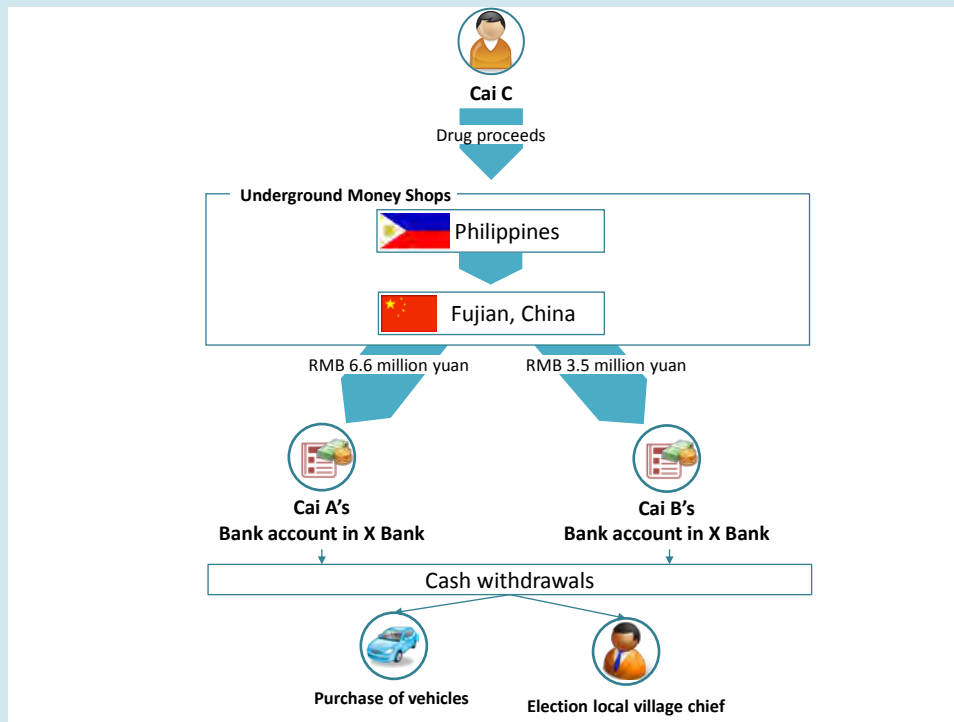 Cai C
Drug proceeds
Underground Money Shops
Philippines
Fujian, China
RMB 6.6 million yuan
RMB 3.5 million yuan
Cai A’s
Bank account in X Bank
Cai B’s
Bank account in X Bank
Cash withdrawals
Purchase of vehicles
Election local village chief